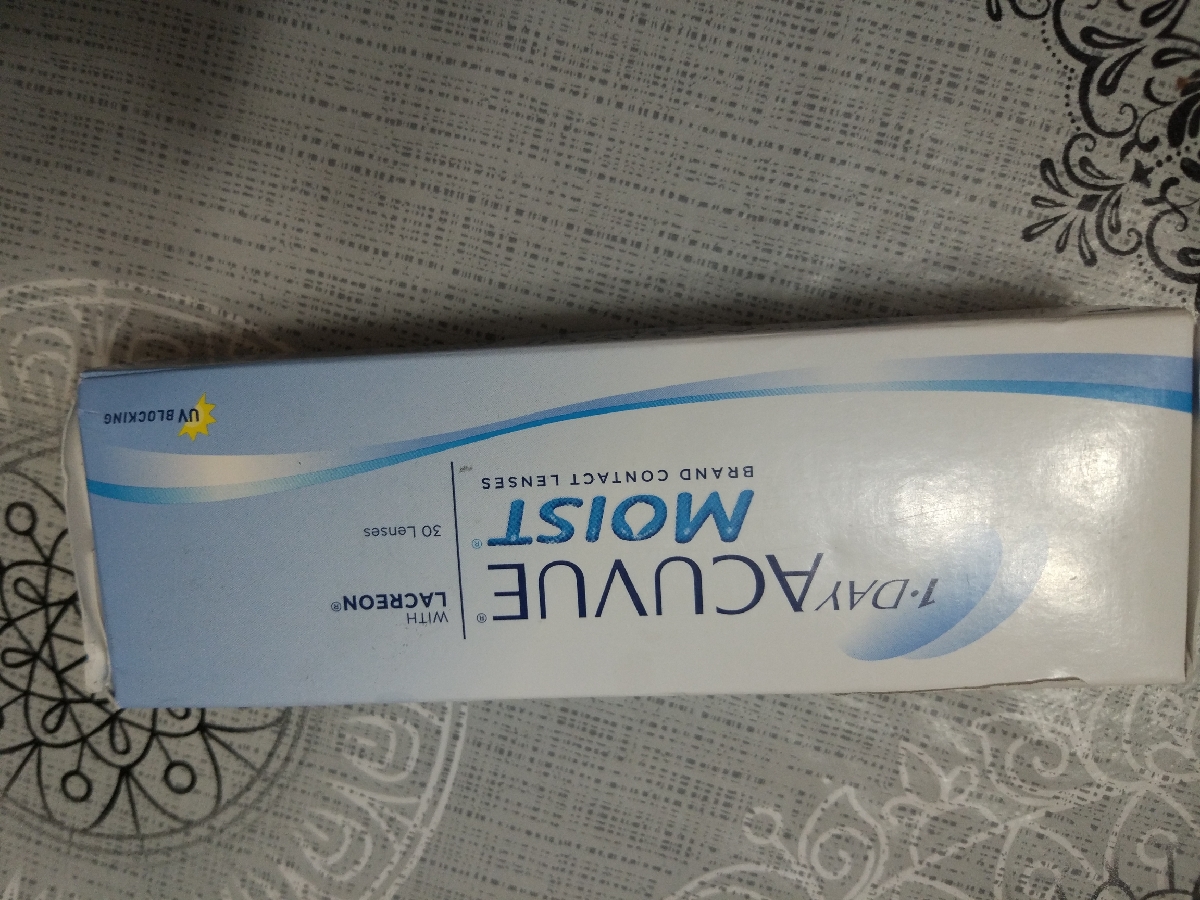 1·DAY ACUVUE®
MOIST®
BRAND CONTACT LENSES
WITH
LACREON®
30 Lenses
UV BLOCKING